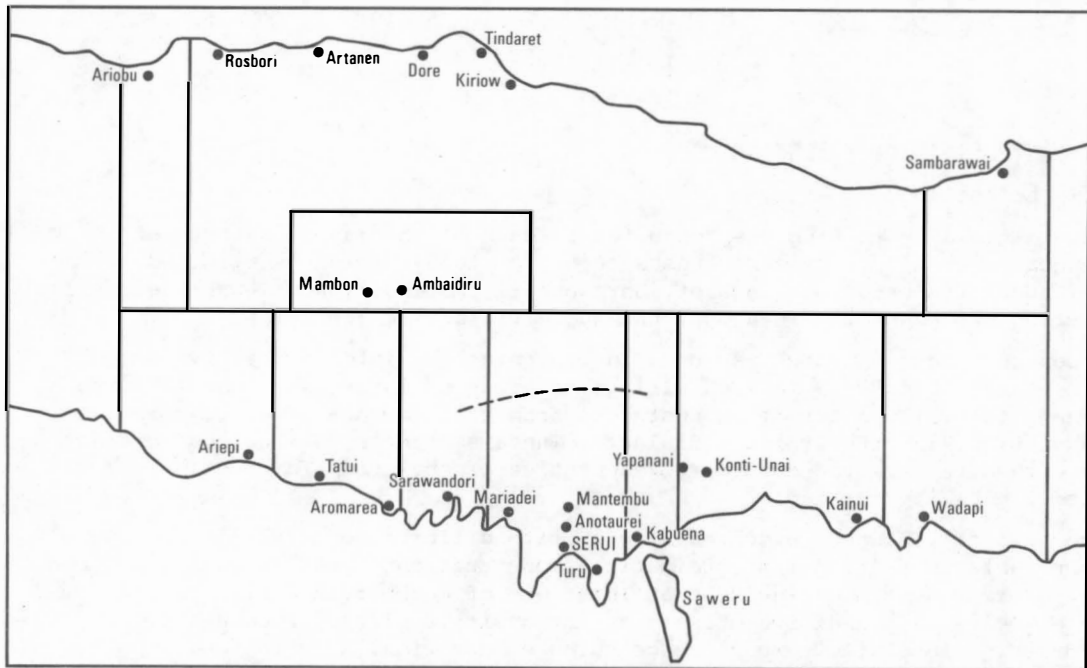 Tindaret
Ariobu
Rosbori
Artanen
Dore
Kiriow
Sambarawai
Mambon
Ambaidiru
Ariepi
Tatui
Aromarea
Sarawandori
Mariadei
Mantembu
Anotaurei
SERUI
Turu
Yapanani
Konti-Unai
Kabuena
Saweru
Kainui
Wadapi